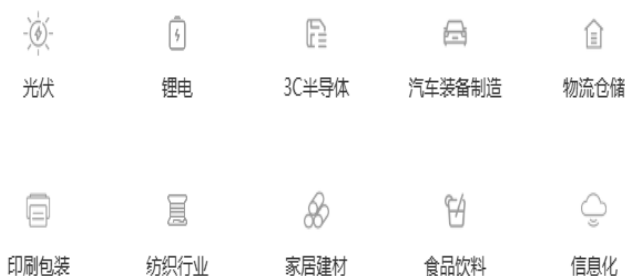 光伏
锂电
3C半导体
汽车装备制造
物流仓储
印刷包装
纺织行业
家居建材
食品饮料
信息化